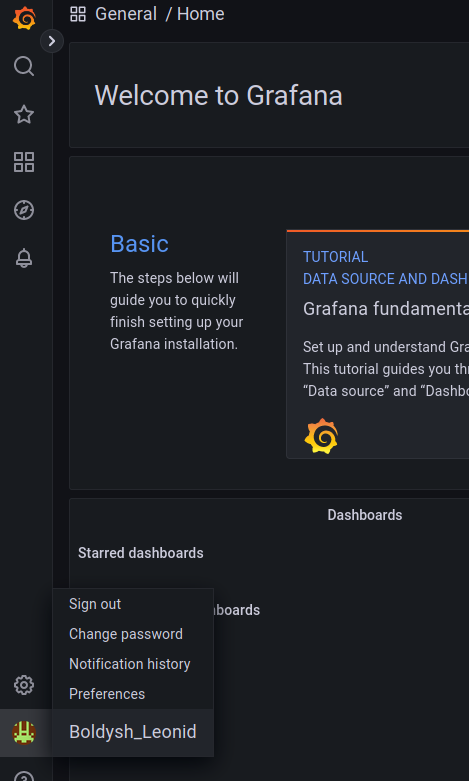 General / Home
Welcome to Grafana
Basic
The steps below will
guide you to quickly
finish setting up your
Grafana installation.
TUTORIAL
DATA SOURCE AND DASH
Grafana fundamenta
Set up and understand Gra
This tutorial guides you thr
“Data source” and “Dashbo
Dashboards
Starred dashboards
hboards
Sign out
Change password
Notification history
Preferences
Boldysh_Leonid